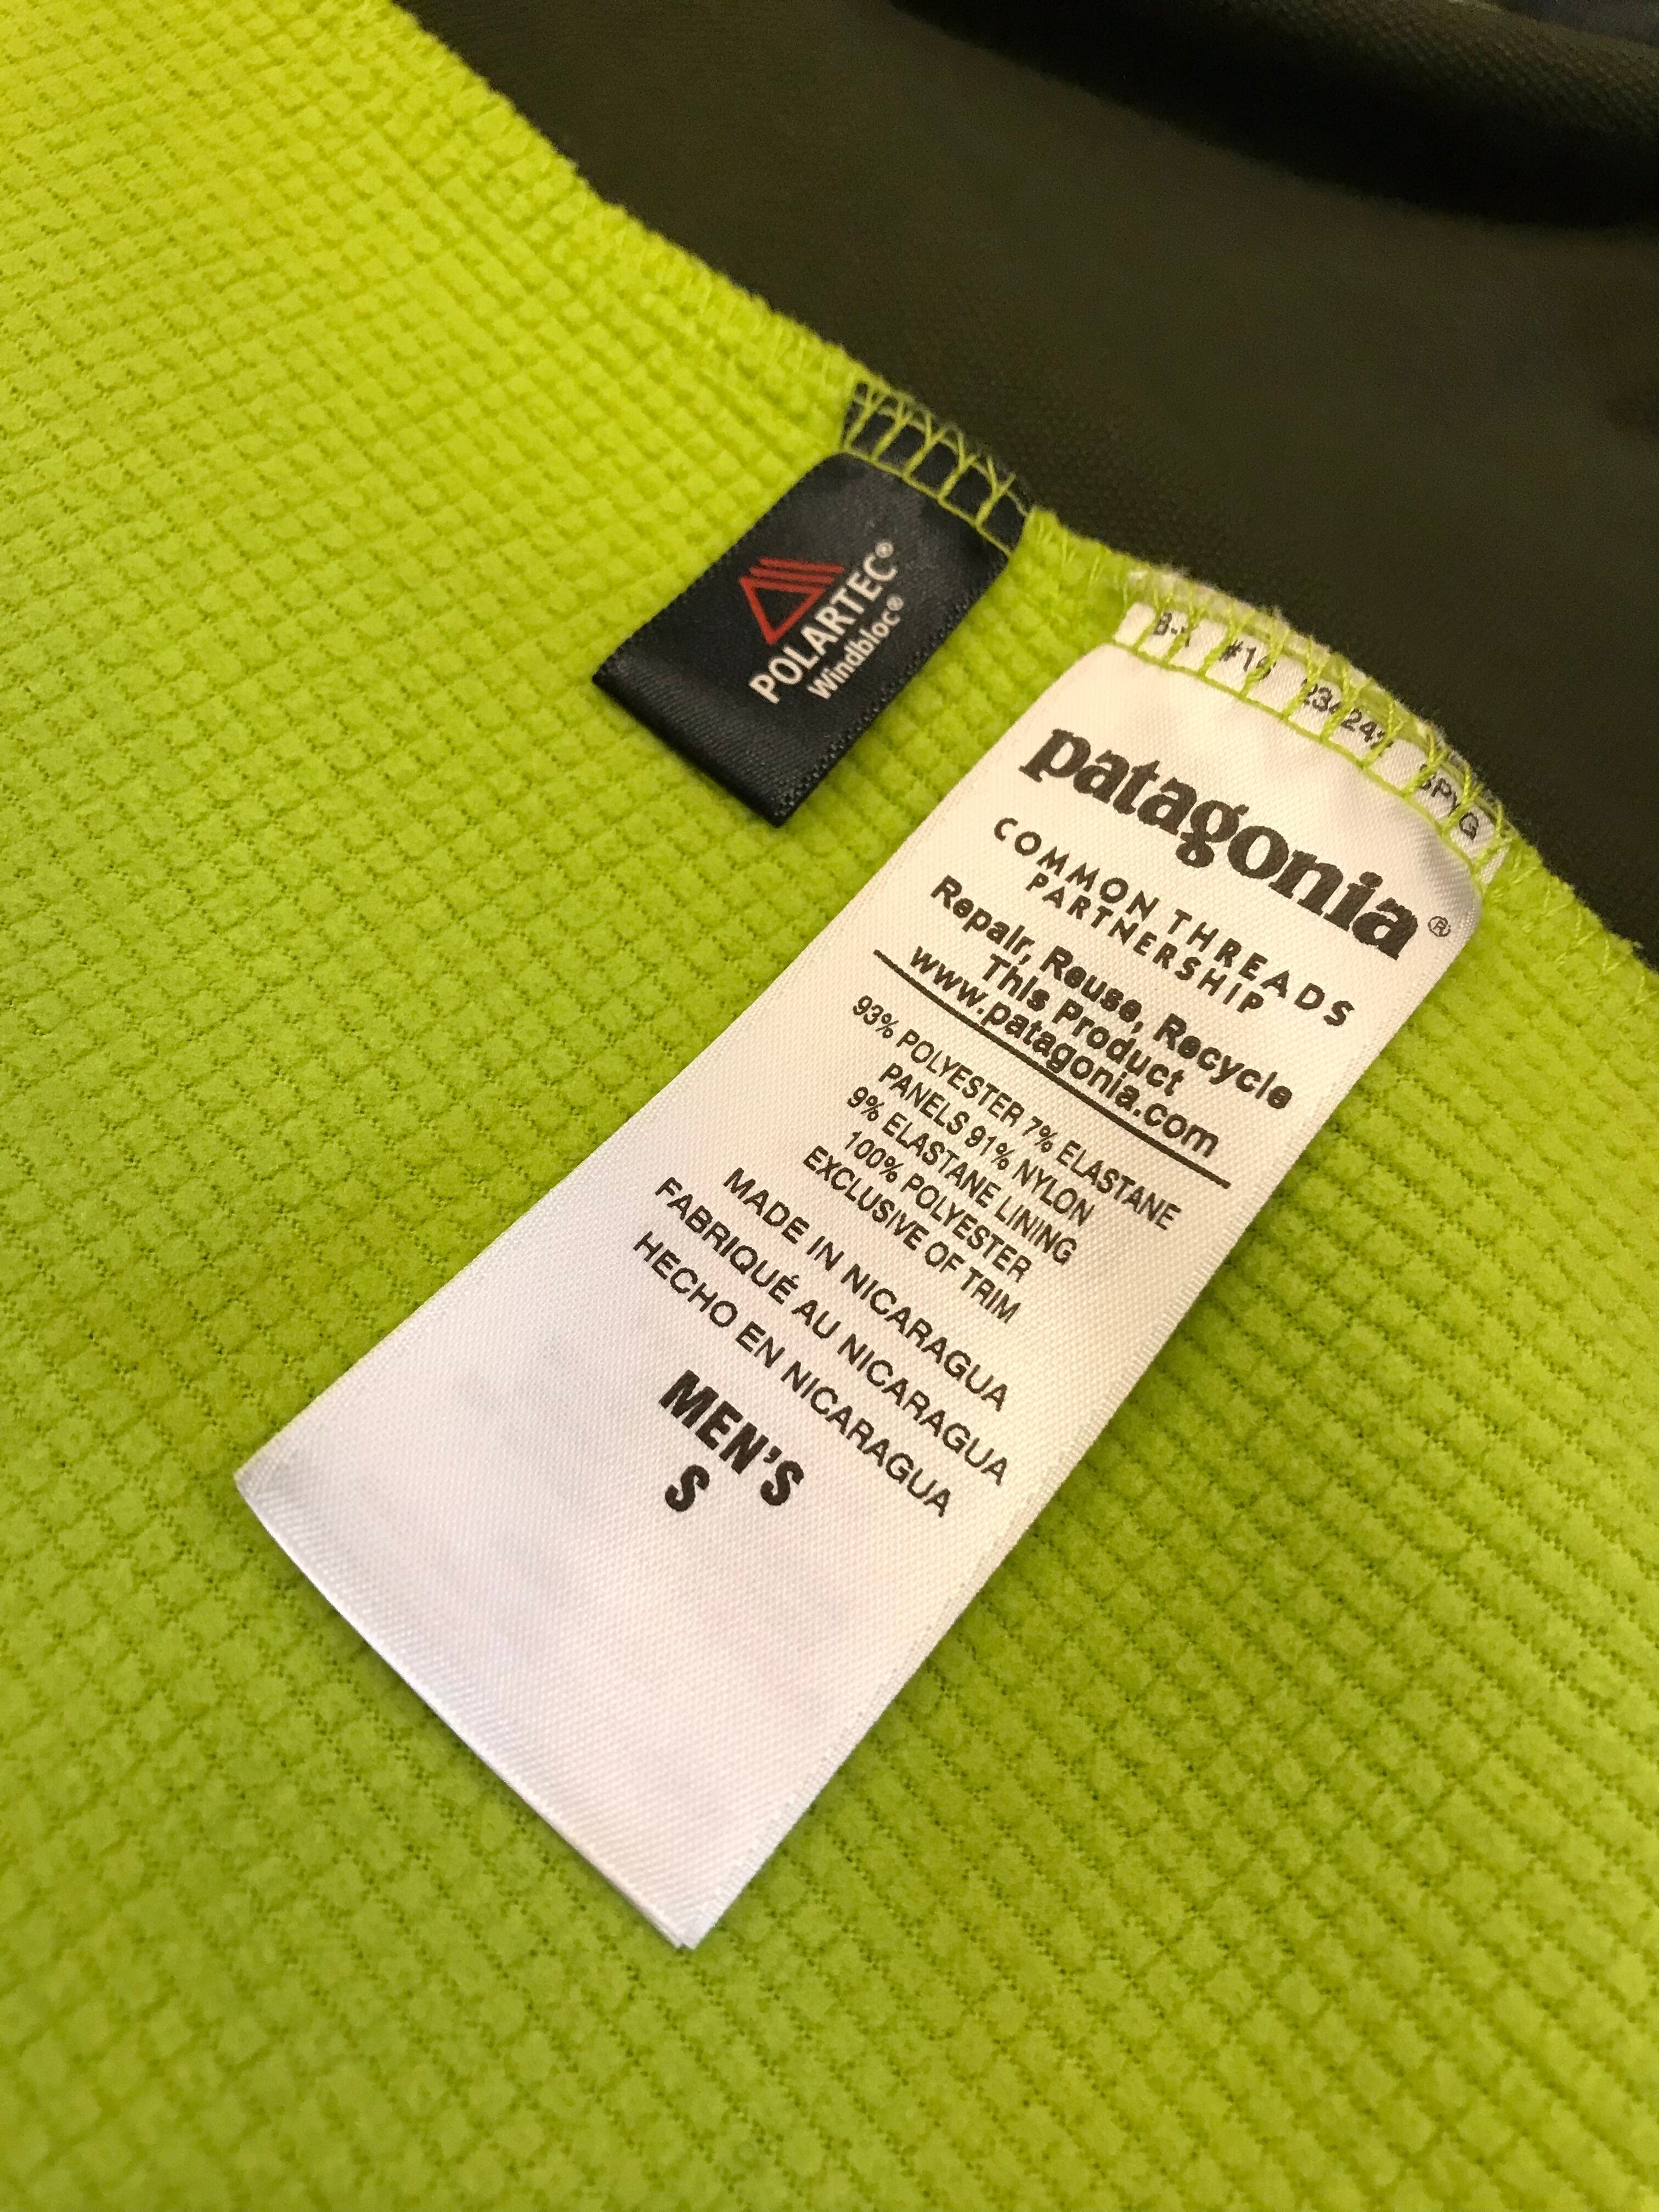 POLARTEC®
Windbloc®
patagonia®
COMMON THREADS
PARTNERSHIP
Repair, Reuse, Recycle
This Product
www.patagonia.com
93% POLYESTER 7% ELASTANE
PANELS 91% NYLON
9% ELASTANE LINING
100% POLYESTER
EXCLUSIVE OF TRIM
MADE IN NICARAGUA
FABRIQUÉ AU NICARAGUA
HECHO EN NICARAGUA
MEN'S
S